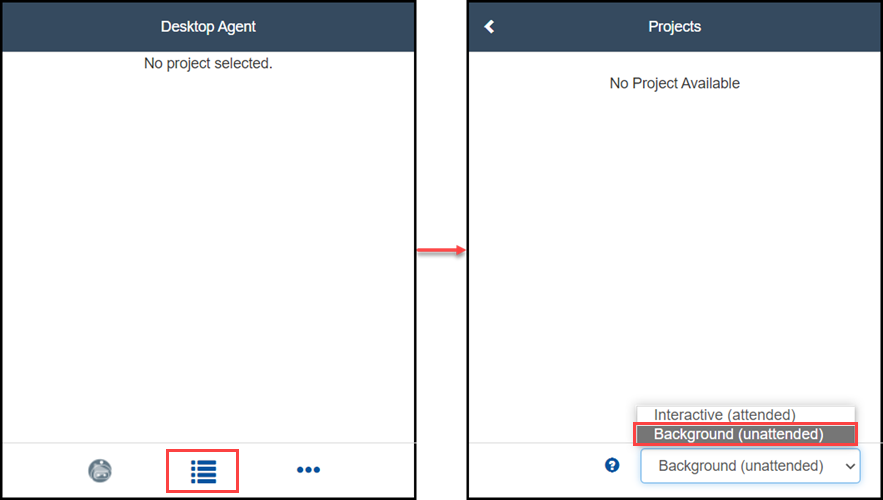 Desktop Agent
No project selected.
Projects
No Project Available
Interactive (attended)
Background (unattended)
Background (unattended)